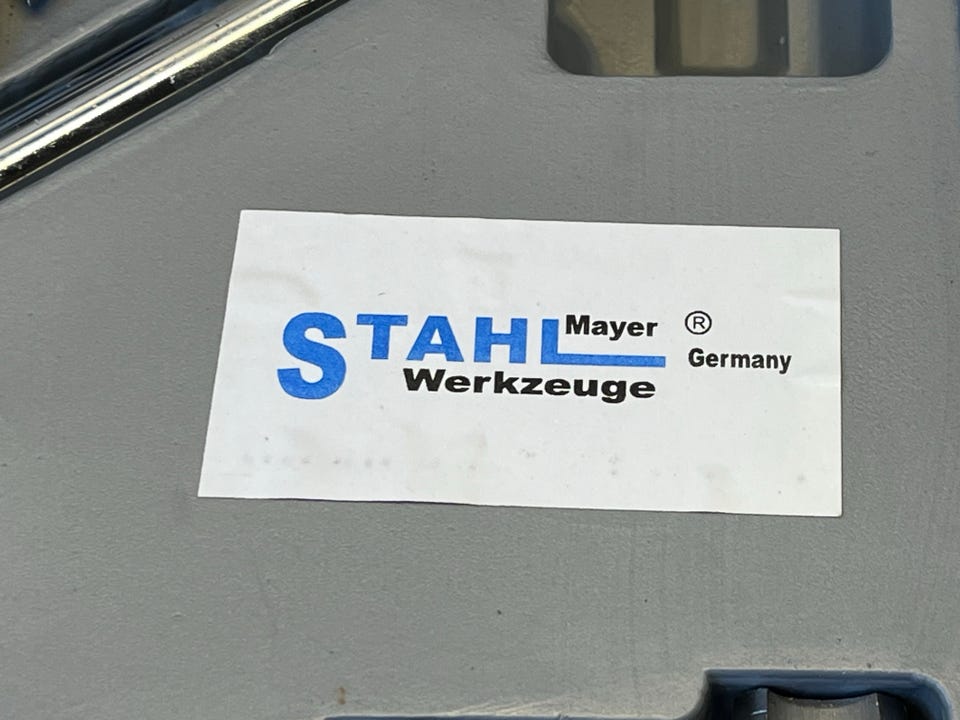 STAHL Mayer ®
Germany
Werkzeuge